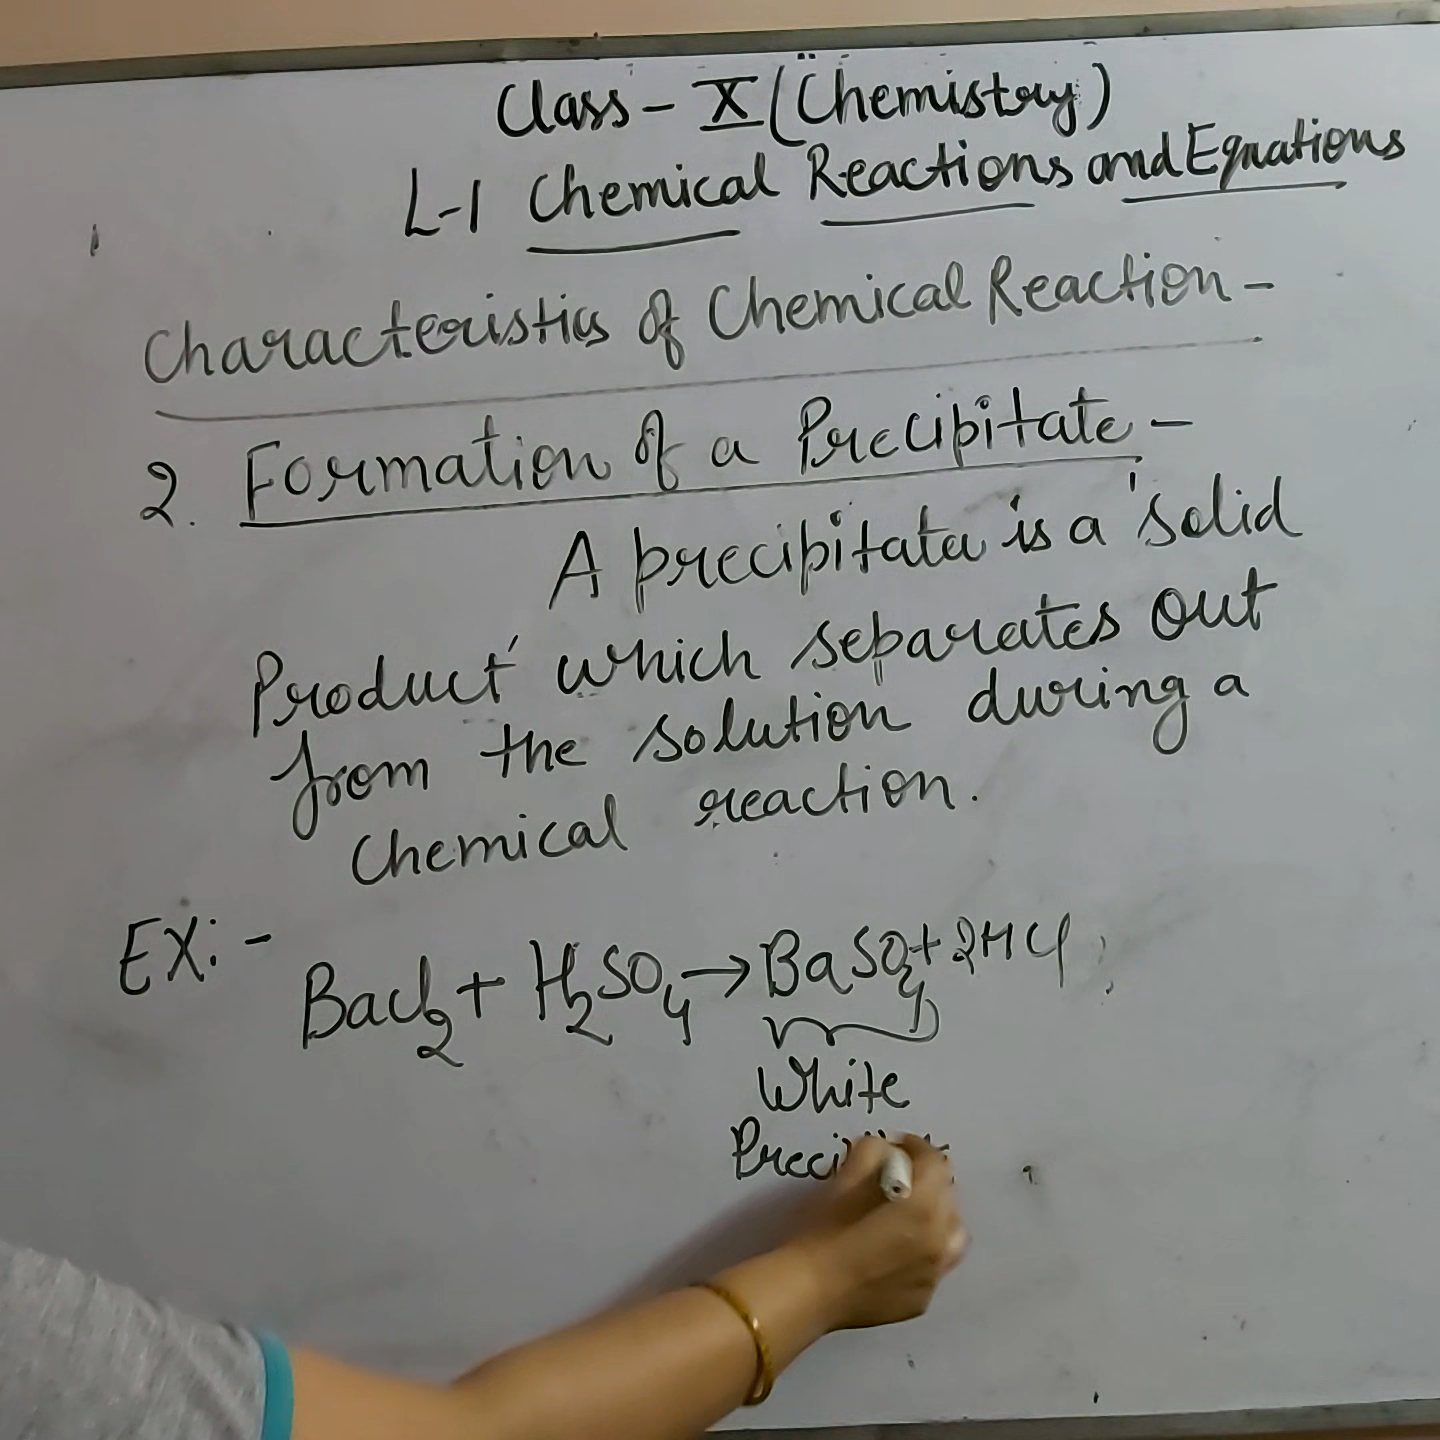 Class - X (Chemistry)
L-1 Chemical Reactions and Equations
Characteristics of Chemical Reaction -
2. Formation of a Precipitate -
A precipitate is a 'solid
Product' which separates out
from the solution during a
Chemical reaction.
EX: -
BaCl₂ + H₂SO₄ → BaSO₄ + 2HCl
White